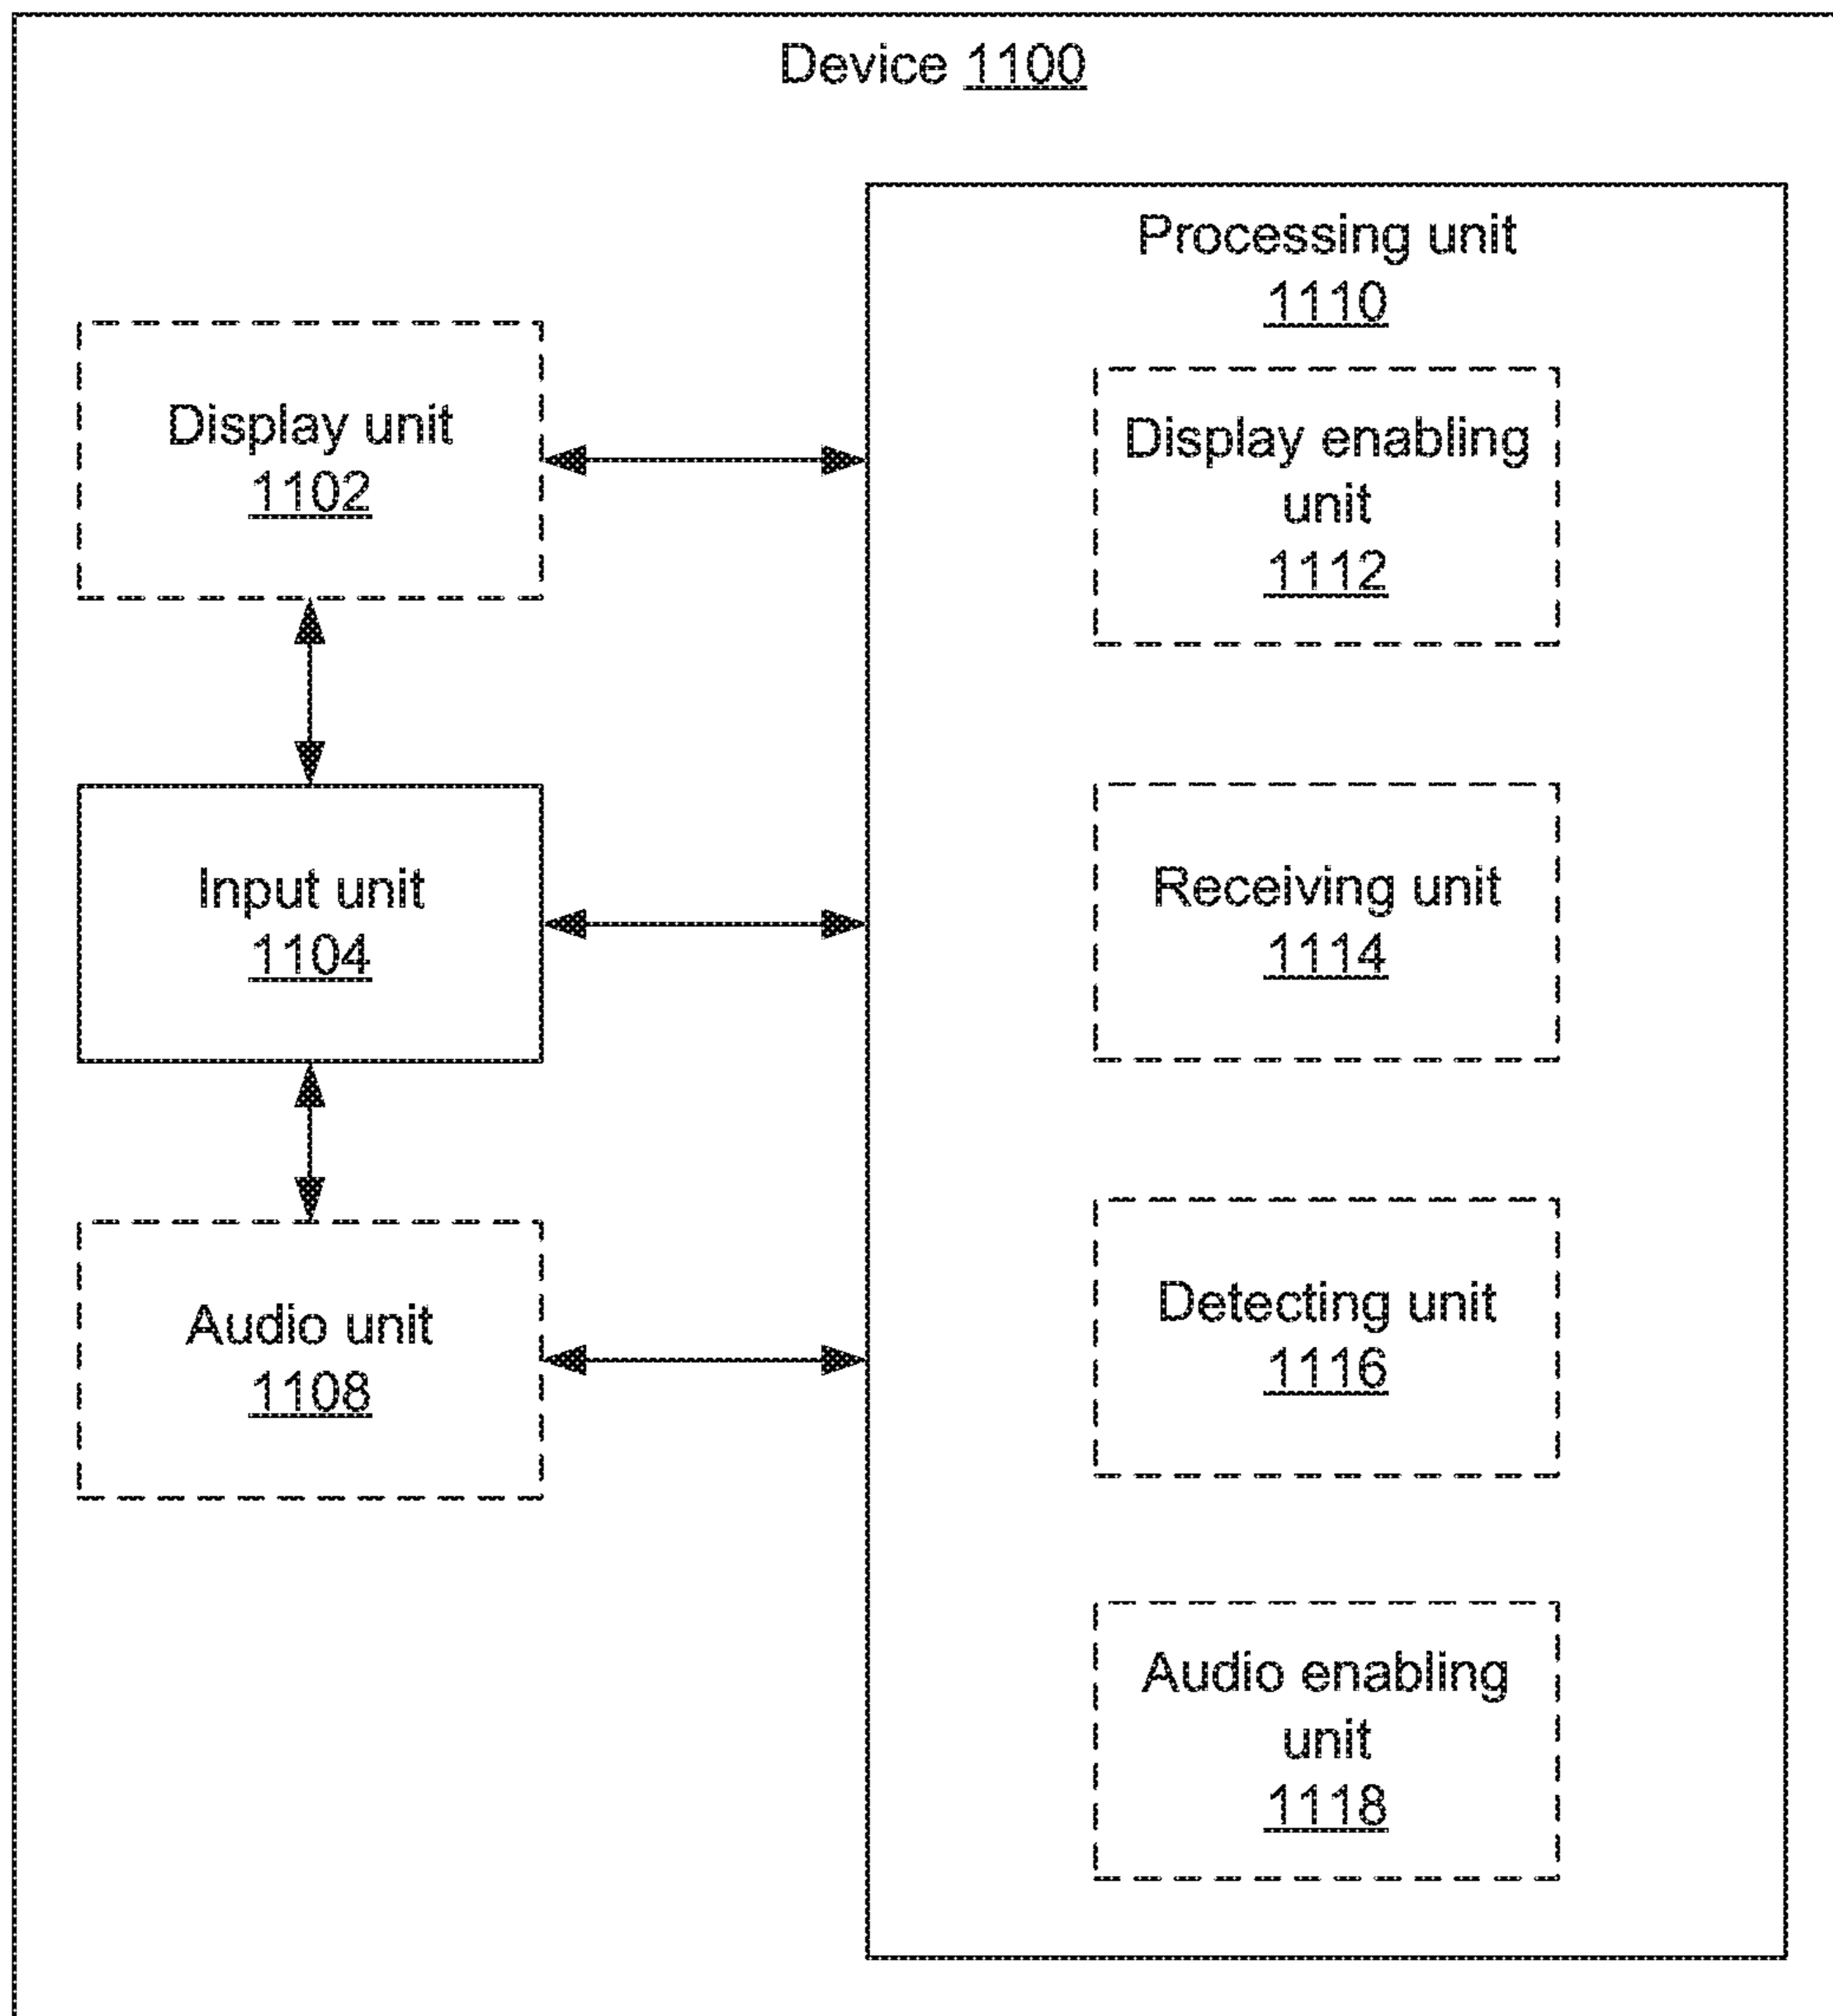 Device 1100
Processing unit
1110
Display unit
1102
Display enabling
unit
1112
Input unit
1104
Receiving unit
1114
Audio unit
1108
Detecting unit
1116
Audio enabling
unit
1118